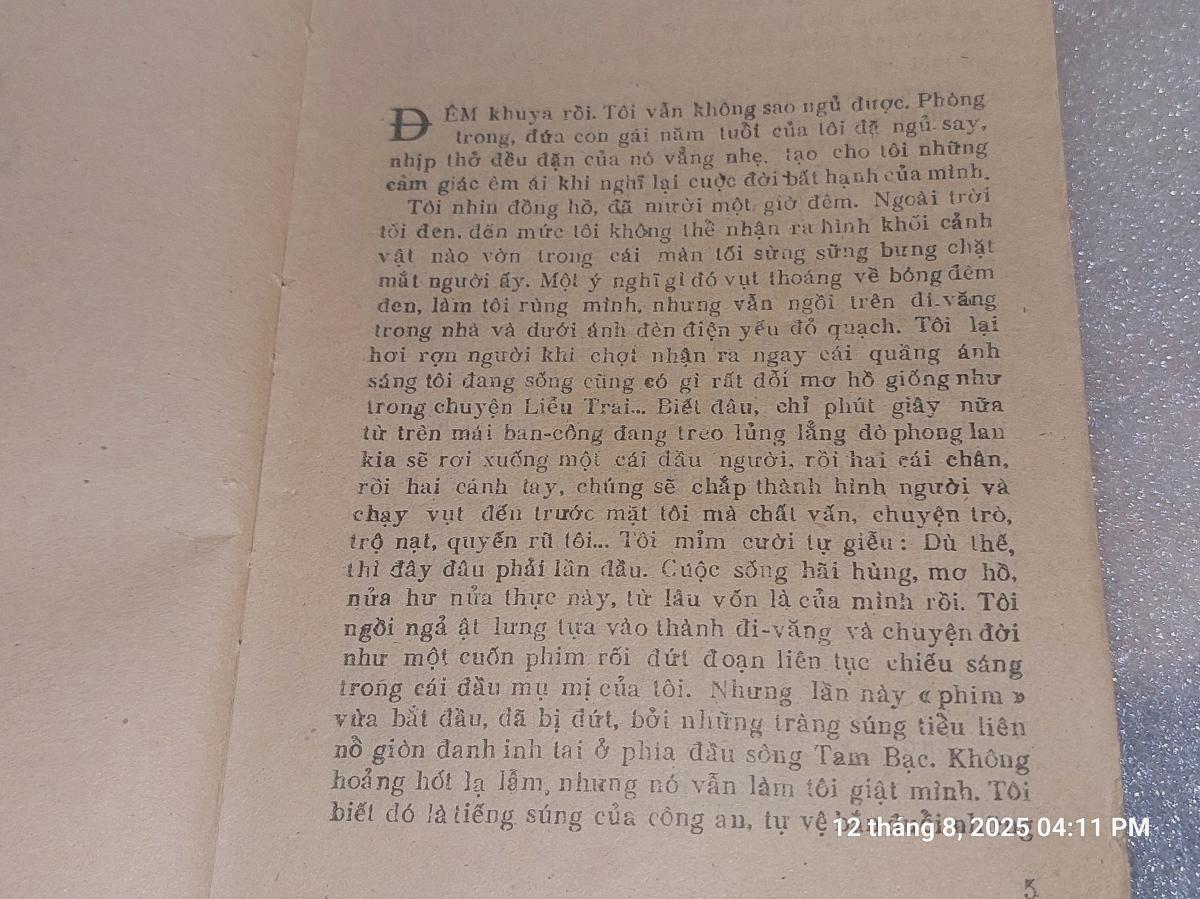 ĐÊM khuya rồi. Tôi vẫn không sao ngủ được. Phòng
trong, đứa con gái năm tuổi của tôi đã ngủ say,
nhịp thở đều đặn của nó vẳng nhẹ, tạo cho tôi những
cảm giác êm ái khi nghĩ lại cuộc đời bất hạnh của mình.
Tôi nhìn đồng hồ, đã mười một giờ đêm. Ngoài trời
tối đen, đến mức tôi không thể nhận ra hình khối cảnh
vật nào vờn trong cái màn tối sừng sững bưng chặt
mắt người ấy. Một ý nghĩ gì đó vụt thoáng về bóng đêm
đen, làm tôi rùng mình, nhưng vẫn ngồi trên đi-văng
trong nhà và dưới ánh đèn điện yếu đỏ quạch. Tôi lại
hơi rợn người khi chợt nhận ra ngay cái quầng ánh
sáng tôi đang sống cũng có gì rất đỗi mơ hồ giống như
trong chuyện Liễu Trai... Biết đâu, chỉ phút giây nữa
từ trên mái ban-công đang treo lủng lẳng dò phong lan
kia sẽ rơi xuống một cái đầu người, rồi hai cái chân,
rồi hai cánh tay, chúng sẽ chắp thành hình người và
chạy vụt đến trước mặt tôi mà chất vấn, chuyện trò,
trộ nạt, quyến rũ tôi... Tôi mỉm cười tự giễu: Dù thế,
thì đây đâu phải lần đầu. Cuộc sống hãi hùng, mơ hồ,
nửa hư nửa thực này, từ lâu vốn là của mình rồi. Tôi
ngồi ngả ật lưng tựa vào thành đi-văng và chuyện đời
như một cuốn phim rối đứt đoạn liên tục chiếu sáng
trong cái đầu mụ mị của tôi. Nhưng lần này «phim»
vừa bắt đầu, đã bị đứt, bởi những tràng súng tiểu liên
nổ giòn đanh inh tai ở phía đầu sông Tam Bạc. Không
hoảng hốt lạ lẫm, nhưng nó vẫn làm tôi giật mình. Tôi
biết đó là tiếng súng của công an, tự vệ
12 tháng 8, 2025 04:11 PM
5